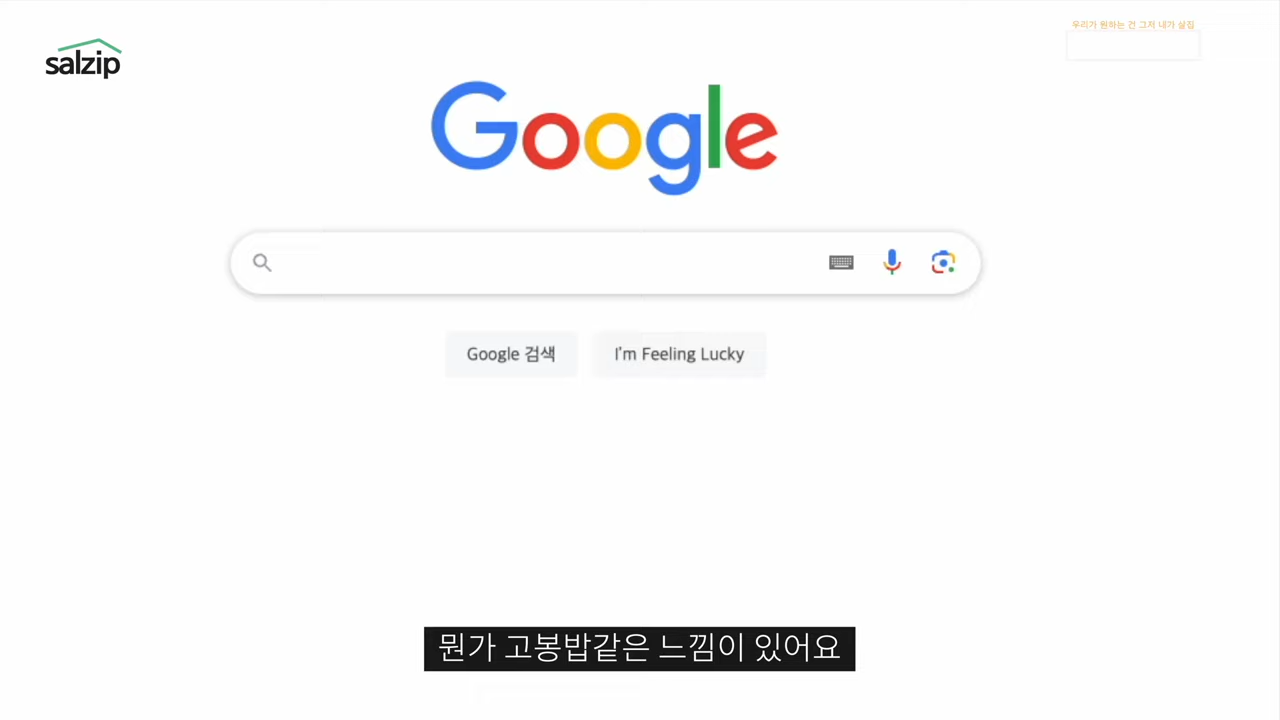 우리가 원하는 건 그저 내가 살집
salzip
Google
Google 검색
I'm Feeling Lucky
뭔가 고봉밥같은 느낌이 있어요